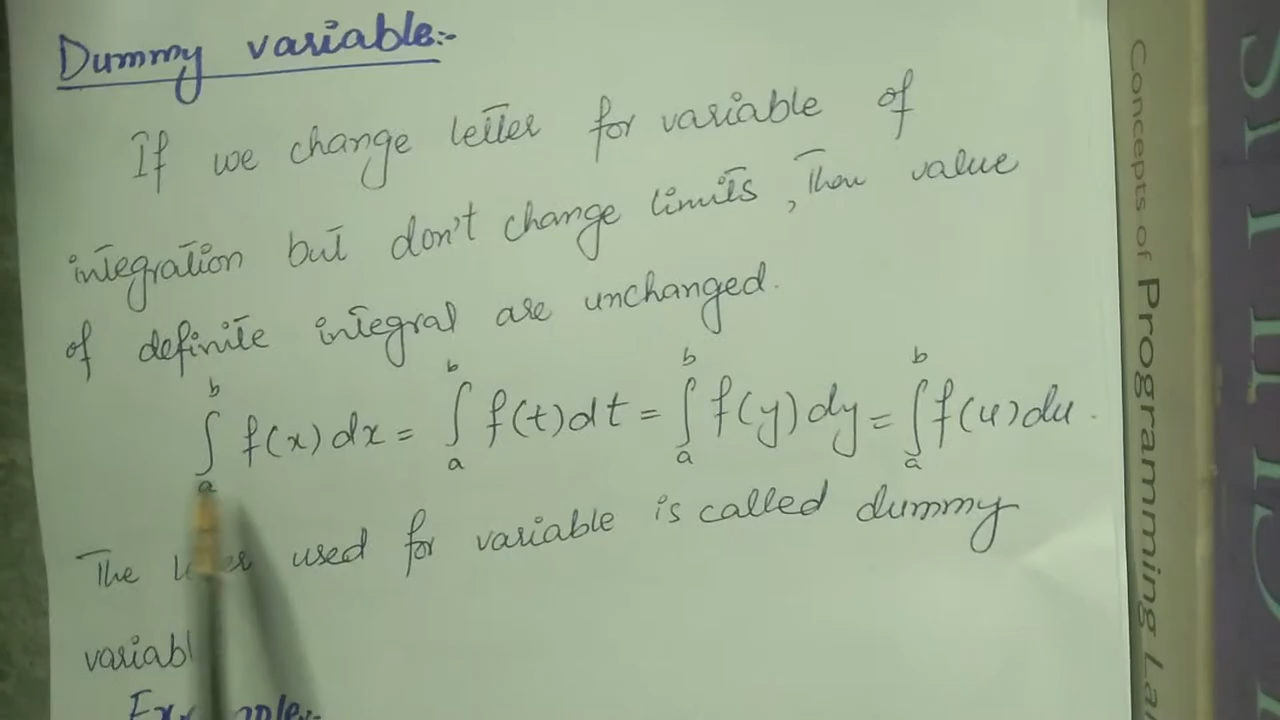 Dummy variable:-
If we change letter for variable of
integration but don't change limits, Then value
of definite integral are unchanged.
∫ₐᵇ f(x) dx = ∫ₐᵇ f(t) dt = ∫ₐᵇ f(y) dy = ∫ₐᵇ f(u) du.
The used for variable is called dummy
variabl
Concepts of Programming Lan